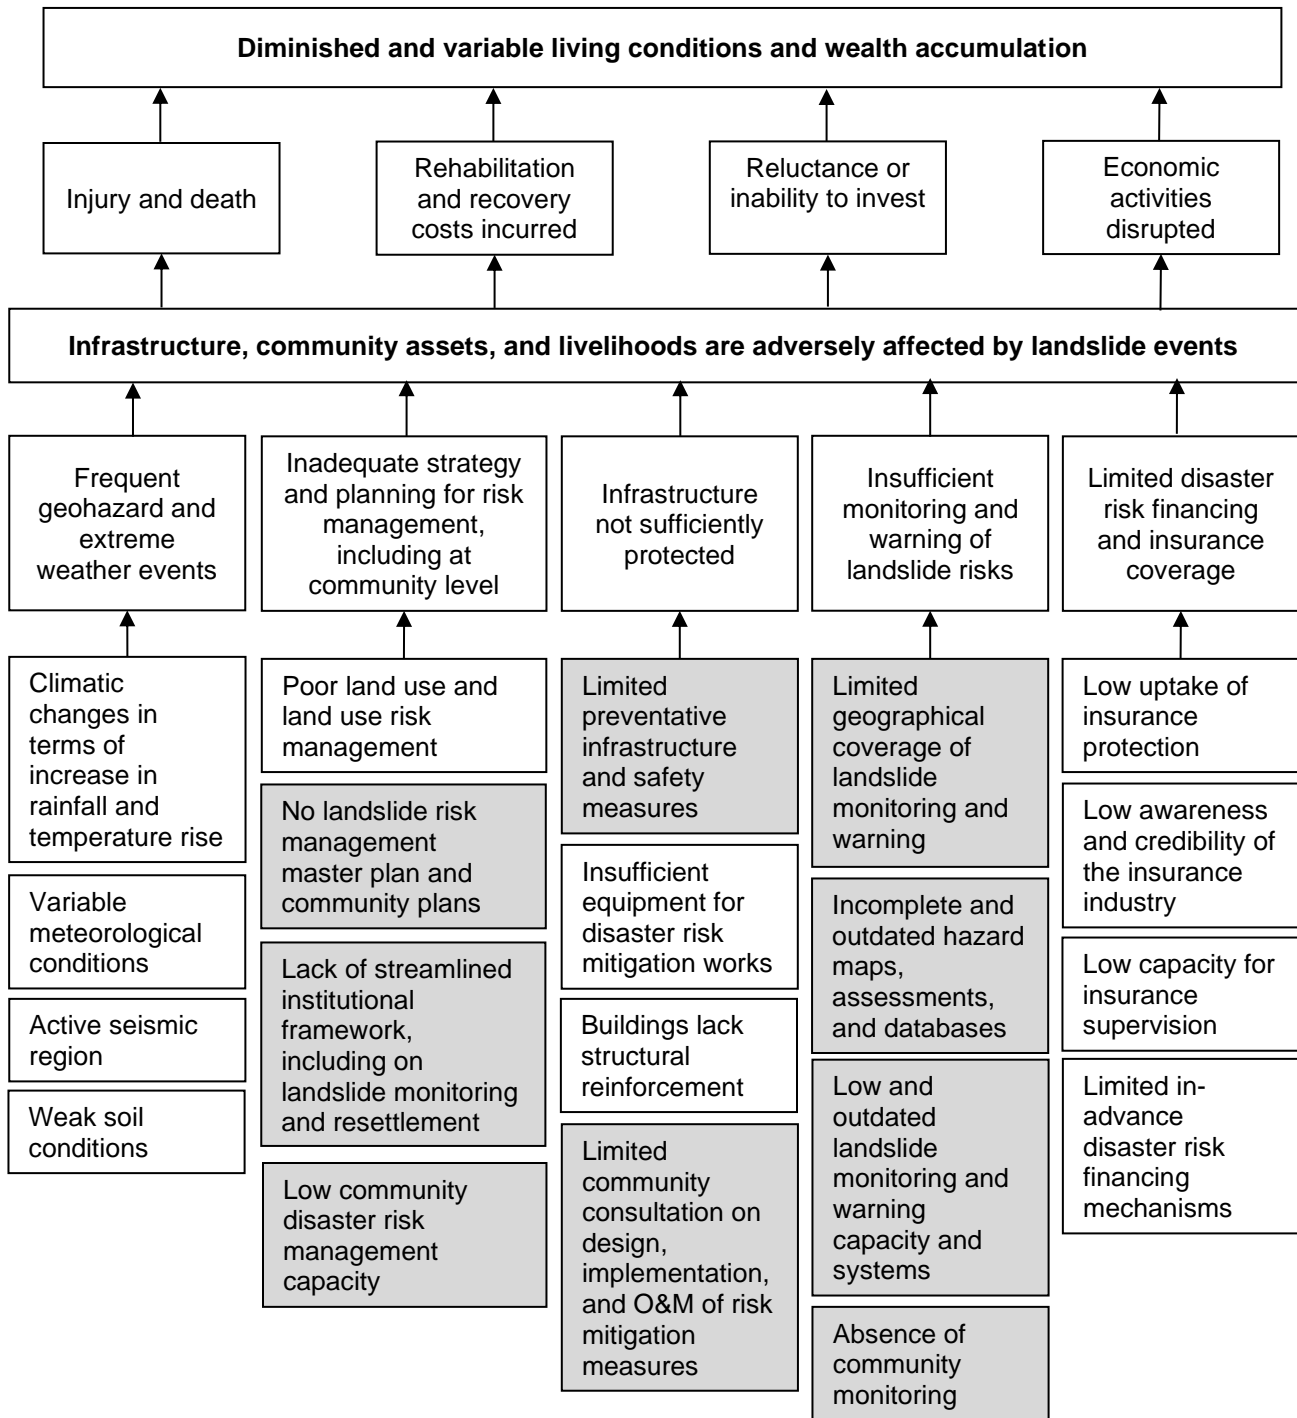 Diminished and variable living conditions and wealth accumulation
Injury and death
Rehabilitation
and recovery
costs incurred
Reluctance or
inability to invest
Economic
activities
disrupted
Infrastructure, community assets, and livelihoods are adversely affected by landslide events
Frequent
geohazard and
extreme
weather events
Inadequate strategy
and planning for risk
management,
including at
community level
Infrastructure
not sufficiently
protected
Insufficient
monitoring and
warning of
landslide risks
Limited disaster
risk financing
and insurance
coverage
Climatic
changes in
terms of
increase in
rainfall and
temperature rise
Variable
meteorological
conditions
Active seismic
region
Weak soil
conditions
Poor land use and
land use risk
management
No landslide risk
management
master plan and
community plans
Lack of streamlined
institutional
framework,
including on
landslide monitoring
and resettlement
Low community
disaster risk
management
capacity
Limited
preventative
infrastructure
and safety
measures
Insufficient
equipment for
disaster risk
mitigation works
Buildings lack
structural
reinforcement
Limited
community
consultation on
design,
implementation,
and O&M of risk
mitigation
measures
Limited
geographical
coverage of
landslide
monitoring and
warning
Incomplete and
outdated hazard
maps,
assessments,
and databases
Low and
outdated
landslide
monitoring and
warning
capacity and
systems
Absence of
community
monitoring
Low uptake of
insurance
protection
Low awareness
and credibility of
the insurance
industry
Low capacity for
insurance
supervision
Limited in-
advance
disaster risk
financing
mechanisms